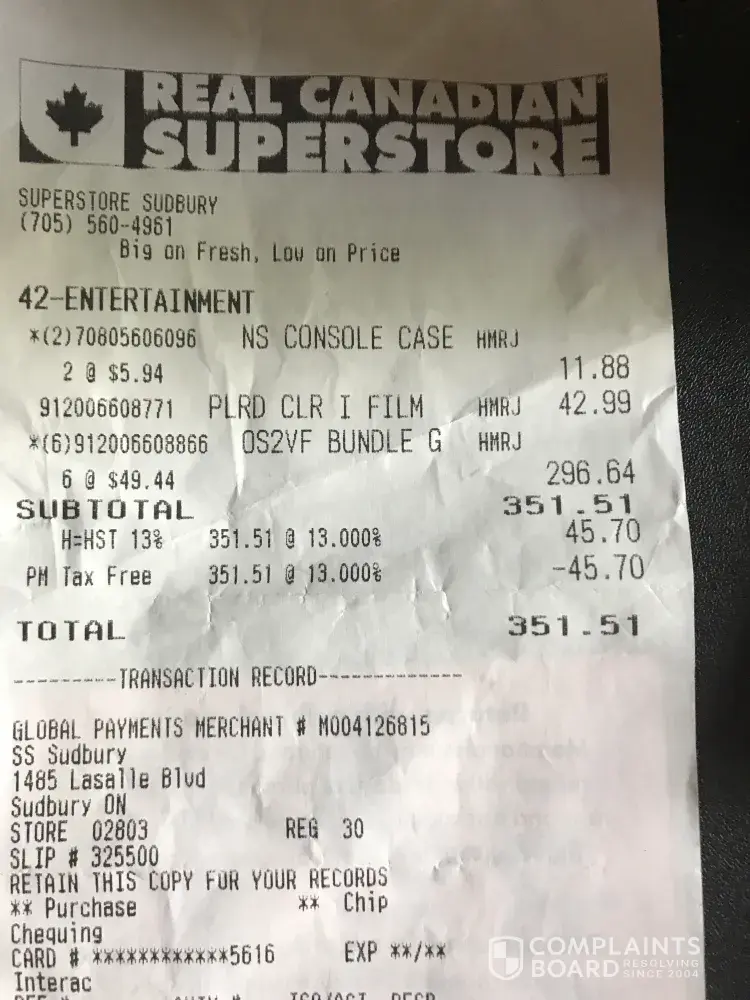 REAL CANADIAN
SUPERSTORE
SUPERSTORE SUDBURY
(705) 560-4961
Big on Fresh, Low on Price
42-ENTERTAINMENT
*(2)70805606096 NS CONSOLE CASE HMRJ
2 @ $5.94 11.88
912006608771 PLRD CLR I FILM HMRJ 42.99
*(6)912006608866 OS2VF BUNDLE G HMRJ
6 @ $49.44 296.64
SUBTOTAL 351.51
H=HST 13% 351.51 @ 13.000% 45.70
PM Tax Free 351.51 @ 13.000% -45.70
TOTAL 351.51
---------TRANSACTION RECORD--------------
GLOBAL PAYMENTS MERCHANT # M004126815
SS Sudbury
1485 Lasalle Blvd
Sudbury ON
STORE 02803 REG 30
SLIP # 325500
RETAIN THIS COPY FOR YOUR RECORDS
** Purchase ** Chip
Chequing
CARD # ************5616 EXP **/**
Interac
COMPLAINTS
BOARD RESOLVING SINCE 2004